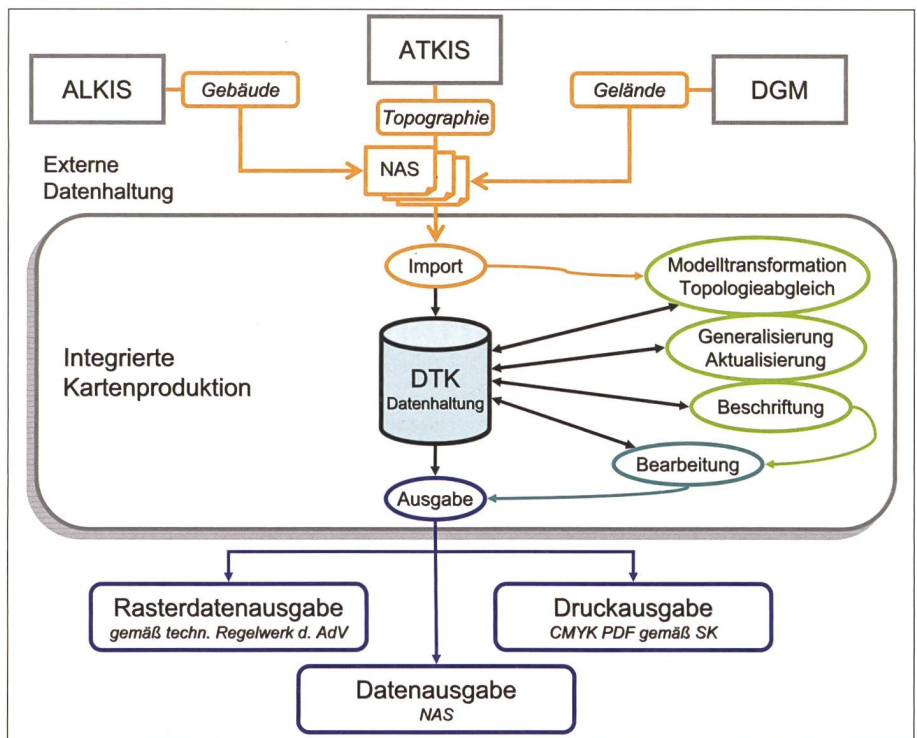 ATKIS
ALKIS
Gebäude
Gelände
DGM
Topographie
Externe
Datenhaltung
NAS
Import
Modelltransformation
Topologieabgleich
Generalisierung
Aktualisierung
Integrierte
Kartenproduktion
DTK
Datenhaltung
Beschriftung
Bearbeitung
Ausgabe
Rasterdatenausgabe
gemäß techn. Regelwerk d. AdV
Druckausgabe
CMYK PDF gemäß SK
Datenausgabe
NAS